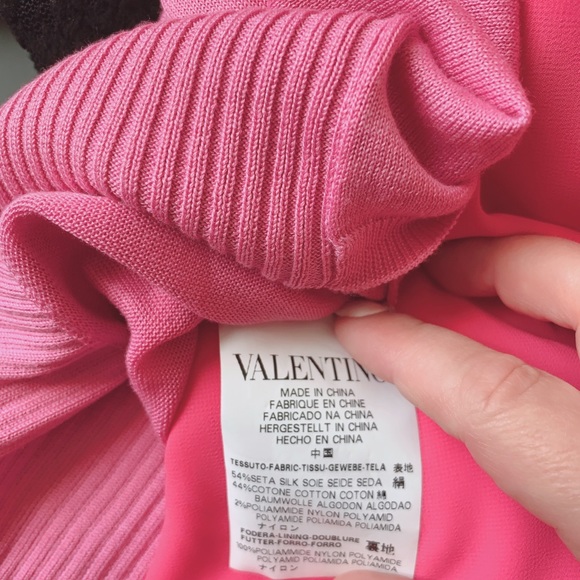 VALENTINO
MADE IN CHINA
FABRIQUE EN CHINE
FABRICADO NA CHINA
HERGESTELLT IN CHINA
HECHO EN CHINA
中国
TESSUTO-FABRIC-TISSU-GEWEBE-TELA 表地
54%SETA SILK SOIE SEIDE SEDA 絹
44%COTONE COTTON COTON 綿
BAUMWOLLE ALGODON ALGODAO
2%POLIAMMIDE NYLON POLYAMID
POLYAMIDE POLIAMIDA POLIAMIDA
ナイロン
FODERA-LINING-DOUBLURE
FUTTER-FORRO-FORRO 裏地
100%POLIAMMIDE NYLON POLYAMID
POLYAMIDE POLIAMIDA POLIAMIDA
ナイロン